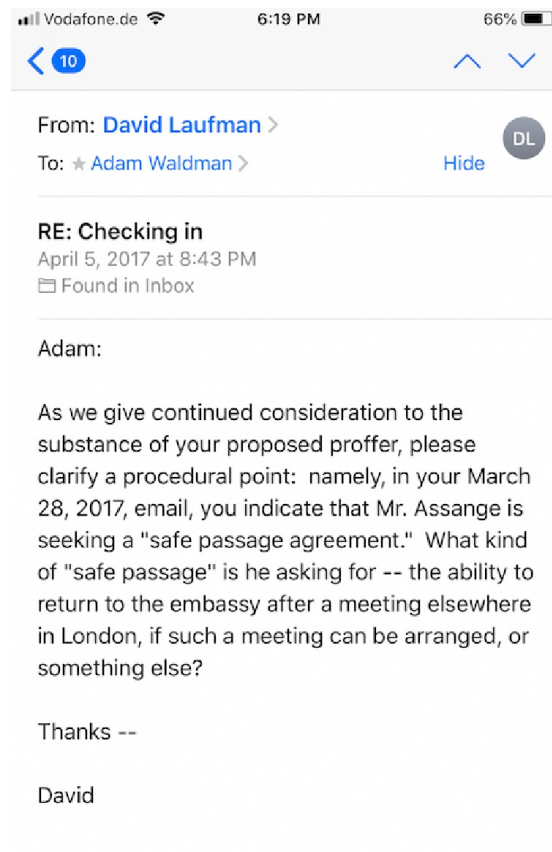 Vodafone.de 6:19 PM 66%
10
From: David Laufman
DL
To: Adam Waldman Hide
RE: Checking in
April 5, 2017 at 8:43 PM
Found in Inbox
Adam:
As we give continued consideration to the
substance of your proposed proffer, please
clarify a procedural point:  namely, in your March
28, 2017, email, you indicate that Mr. Assange is
seeking a "safe passage agreement."  What kind
of "safe passage" is he asking for -- the ability to
return to the embassy after a meeting elsewhere
in London, if such a meeting can be arranged, or
something else?
Thanks --
David